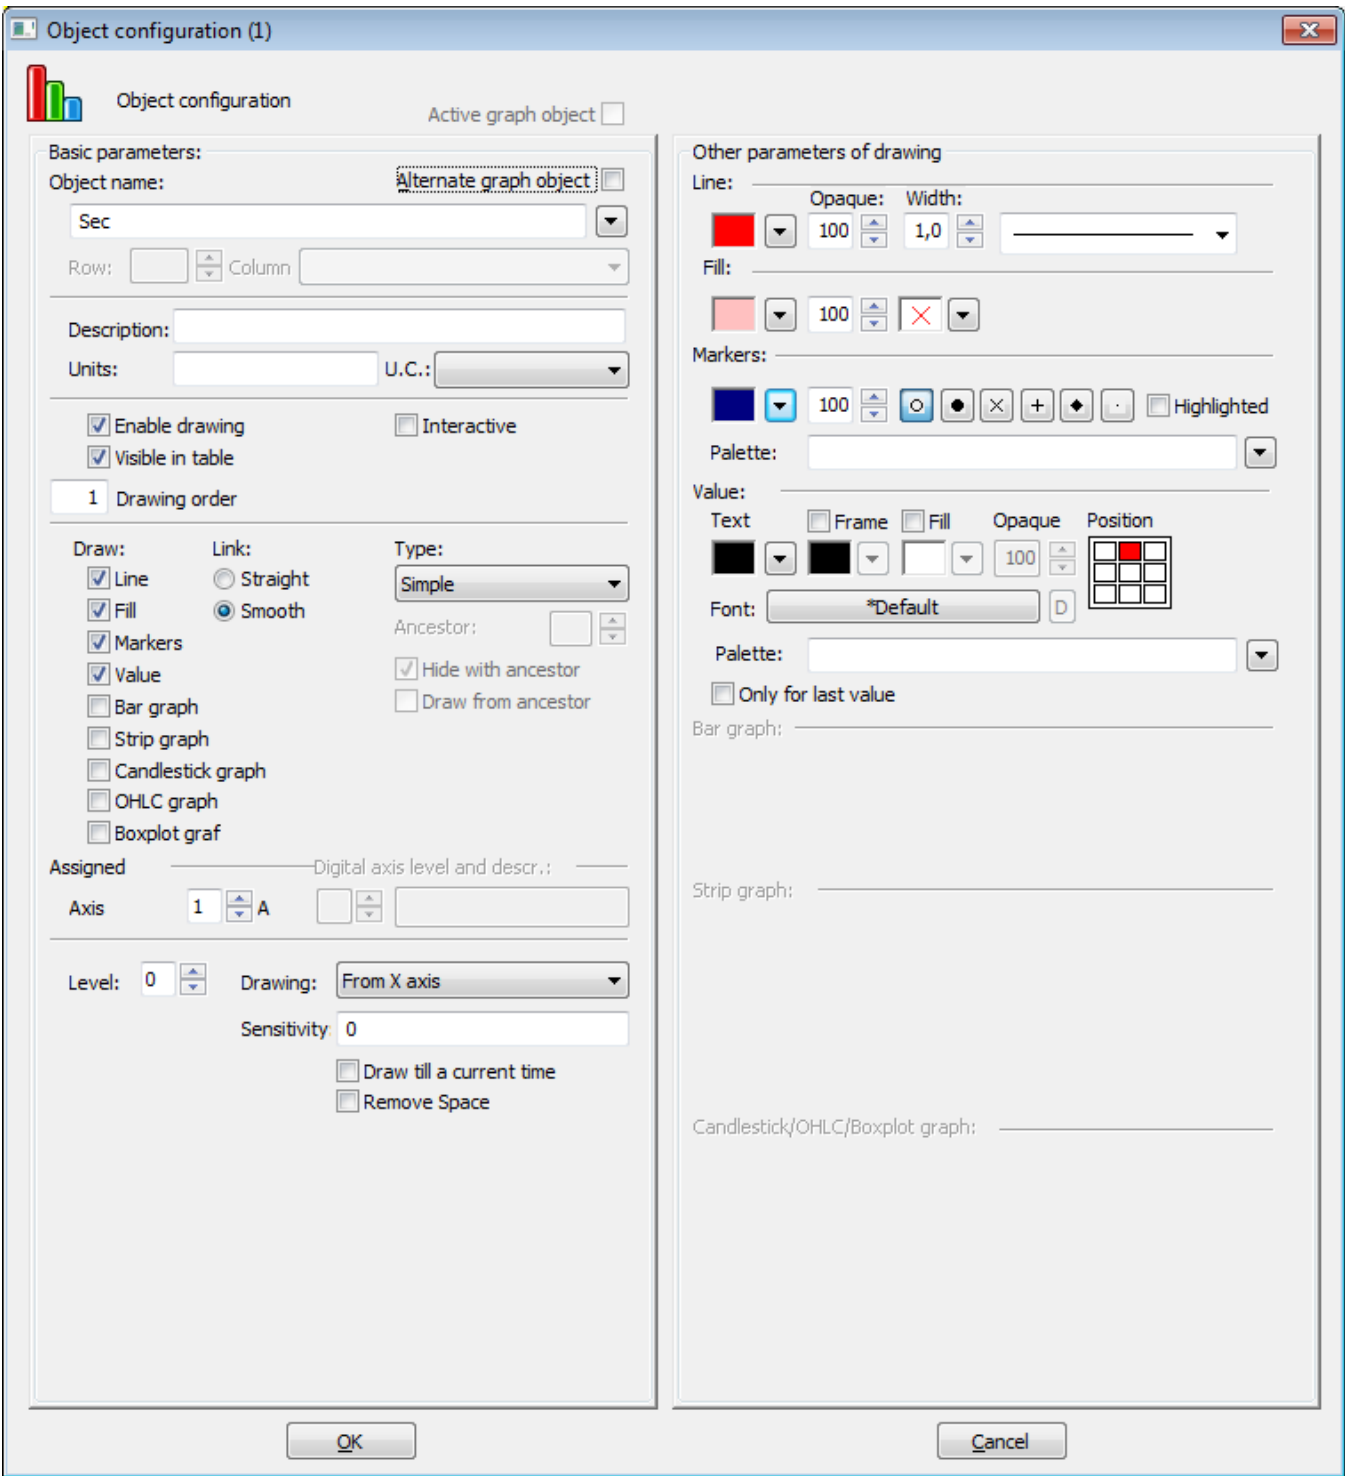 Object configuration (1)
Object configuration
Active graph object
Basic parameters:
Object name:
Alternate graph object
Sec
Row:
Column
Description:
Units:
U.C.:
Enable drawing
Interactive
Visible in table
1 Drawing order
Draw:
Link:
Type:
Line
Straight
Simple
Fill
Smooth
Ancestor:
Markers
Hide with ancestor
Value
Draw from ancestor
Bar graph
Strip graph
Candlestick graph
OHLC graph
Boxplot graf
Assigned
Digital axis level and descr.:
Axis
1
A
Level:
0
Drawing:
From X axis
Sensitivity
0
Draw till a current time
Remove Space
OK
Other parameters of drawing
Line:
Opaque:
Width:
100
1,0
Fill:
100
Markers:
100
Highlighted
Palette:
Value:
Text
Frame
Fill
Opaque
Position
100
Font:
*Default
D
Palette:
Only for last value
Bar graph:
Strip graph:
Candlestick/OHLC/Boxplot graph:
Cancel